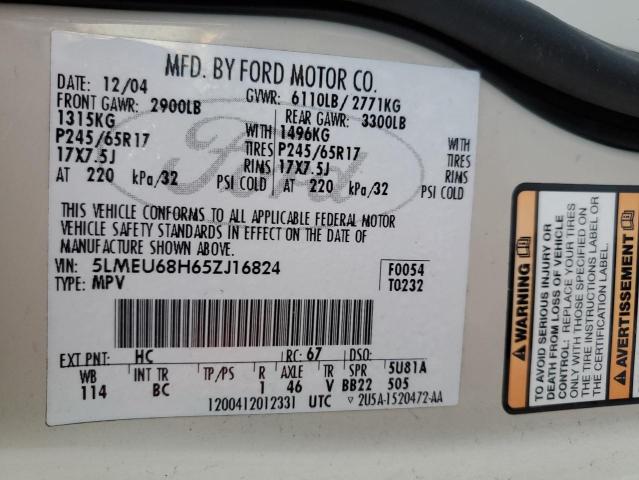 MFD. BY FORD MOTOR CO.
DATE: 12/04 GVWR: 6110LB/ 2771KG
FRONT GAWR: 2900LB REAR GAWR: 3300LB
1315KG WITH 1496KG WITH
P245/65R17 TIRES P245/65R17 TIRES
17X7.5J RIMS 17X7.5J RIMS
AT 220 kPa/32 PSI COLD AT 220 kPa/32 PSI COLD
Ford
THIS VEHICLE CONFORMS TO ALL APPLICABLE FEDERAL MOTOR
VEHICLE SAFETY STANDARDS IN EFFECT ON THE DATE OF
MANUFACTURE SHOWN ABOVE.
VIN: 5LMEU68H65ZJ16824 F0054
TYPE: MPV T0232
EXT PNT: HC RC: 67 DSO:
WB INT TR TP/PS R AXLE TR SPR 5U81A
114 BC 1 46 V BB22 505
1200412012331 UTC ▽ 2U5A-1520472-AA
WARNING
TO AVOID SERIOUS INJURY OR
DEATH FROM LOSS OF VEHICLE
CONTROL: REPLACE YOUR TIRES
ONLY WITH THOSE SPECIFIED ON
THE TIRE INSTRUCTIONS LABEL OR
THE CERTIFICATION LABEL.
AVERTISSEMENT